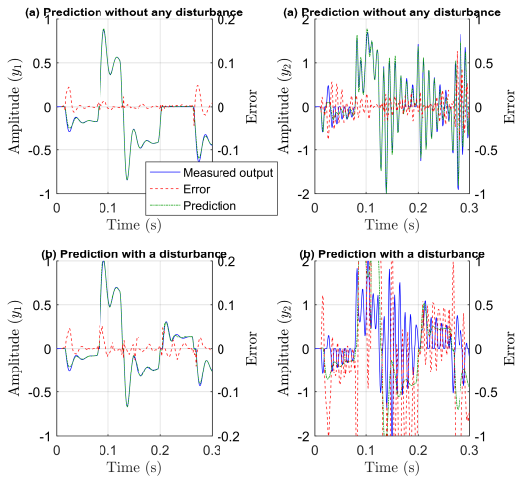 (a) Prediction without any disturbance
1
0.5
0
-0.5
-1
0.2
0.1
0
-0.1
Amplitude (y1)
Error
0
0.1
0.2
0.3
Time (s)
Measured output
Error
Prediction
(a) Prediction without any disturbance
2
1
0
-1
-2
1
0.5
0
-0.5
-1
Amplitude (y2)
Error
0
0.1
0.2
0.3
Time (s)
(b) Prediction with a disturbance
1
0.5
0
-0.5
-1
0.2
0.1
0
-0.1
-0.2
Amplitude (y1)
Error
0
0.1
0.2
0.3
Time (s)
(b) Prediction with a disturbance
2
1
0
-1
-2
1
0.5
0
-0.5
-1
Amplitude (y2)
Error
0
0.1
0.2
0.3
Time (s)